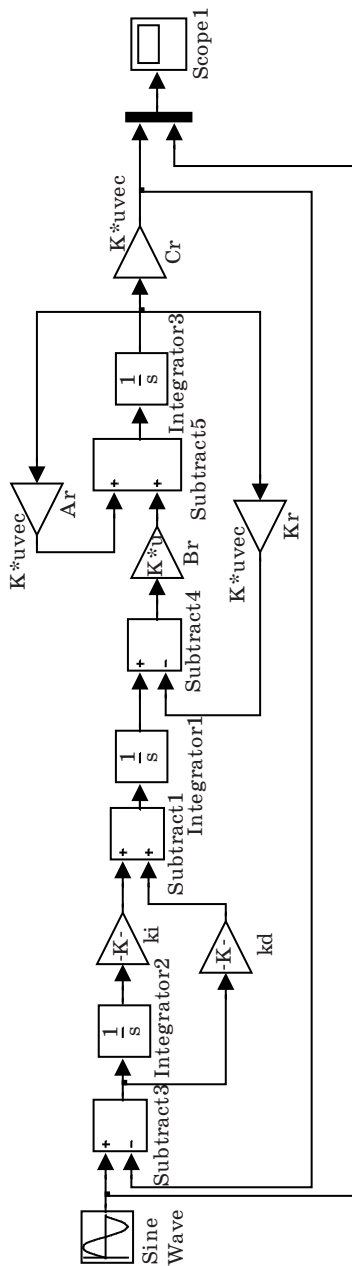 Sine
Wave
+
−
Subtract3
1
s
Integrator2
-K-
ki
-K-
kd
+
+
Subtract1
1
s
Integrator1
+
−
Subtract4
K*u
Br
K*uvec
Ar
+
+
Subtract5
1
s
Integrator3
K*uvec
Kr
K*uvec
Cr
Scope1